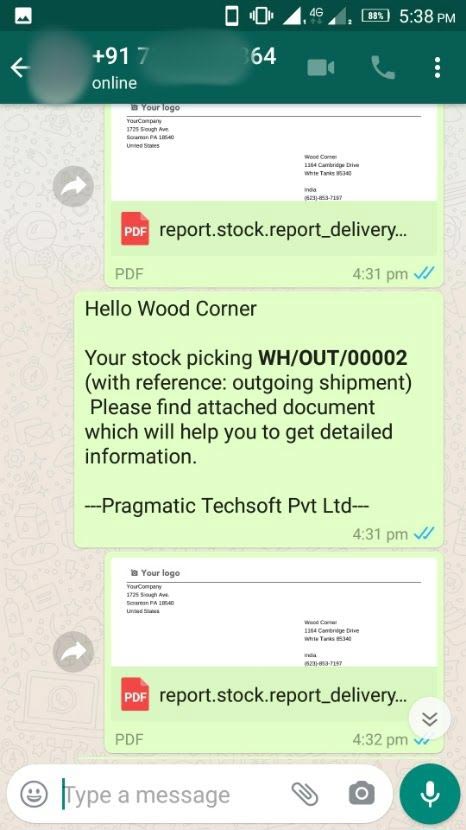 4G 88% 5:38 PM
+91 7 364
online
Your logo
YourCompany
1725 Slough Ave.
Scranton PA 18540
United States
Wood Corner
1164 Cambridge Drive
White Tanks 85340
India
(623)-853-7197
PDF report.stock.report_delivery...
PDF 4:31 pm
Hello Wood Corner
Your stock picking WH/OUT/00002
(with reference: outgoing shipment)
Please find attached document
which will help you to get detailed
information.
---Pragmatic Techsoft Pvt Ltd---
4:31 pm
Your logo
YourCompany
1725 Slough Ave.
Scranton PA 18540
United States
Wood Corner
1164 Cambridge Drive
White Tanks 85340
India
(623)-853-7197
PDF report.stock.report_delivery...
PDF 4:32 pm
Type a message